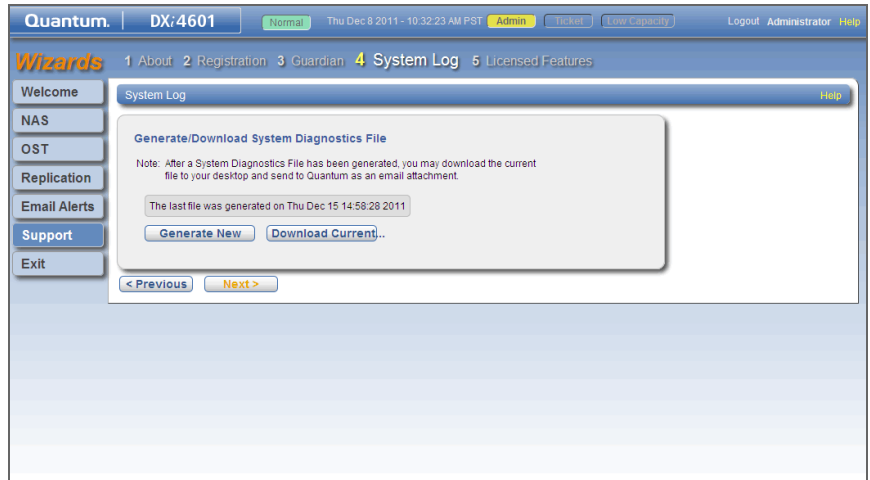 Quantum. DXi4601 Normal Thu Dec 8 2011 - 10:32:23 AM PST Admin Ticket Low Capacity Logout Administrator Help
Wizards 1 About 2 Registration 3 Guardian 4 System Log 5 Licensed Features
Welcome
NAS
OST
Replication
Email Alerts
Support
Exit
System Log Help
Generate/Download System Diagnostics File
Note: After a System Diagnostics File has been generated, you may download the current
file to your desktop and send to Quantum as an email attachment.
The last file was generated on Thu Dec 15 14:58:28 2011
Generate New Download Current...
< Previous Next >